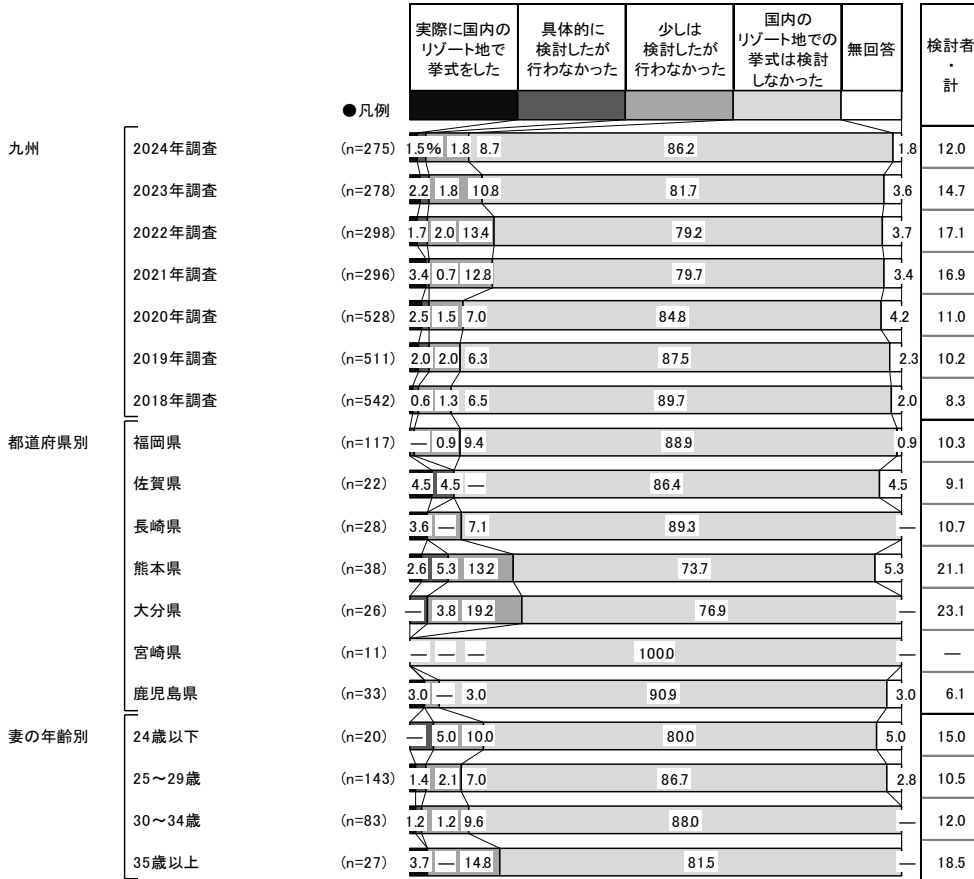 実際に国内の
リゾート地で
挙式をした
具体的に
検討したが
行わなかった
少しは
検討したが
行わなかった
国内の
リゾート地での
挙式は検討
しなかった
無回答
検討者
・
計
●凡例
九州 2024年調査 (n=275) 1.5% 1.8 8.7 86.2 1.8 12.0
2023年調査 (n=278) 2.2 1.8 10.8 81.7 3.6 14.7
2022年調査 (n=298) 1.7 2.0 13.4 79.2 3.7 17.1
2021年調査 (n=296) 3.4 0.7 12.8 79.7 3.4 16.9
2020年調査 (n=528) 2.5 1.5 7.0 84.8 4.2 11.0
2019年調査 (n=511) 2.0 2.0 6.3 87.5 2.3 10.2
2018年調査 (n=542) 0.6 1.3 6.5 89.7 2.0 8.3
都道府県別 福岡県 (n=117) — 0.9 9.4 88.9 0.9 10.3
佐賀県 (n=22) 4.5 4.5 — 86.4 4.5 9.1
長崎県 (n=28) 3.6 — 7.1 89.3 — 10.7
熊本県 (n=38) 2.6 5.3 13.2 73.7 5.3 21.1
大分県 (n=26) — 3.8 19.2 76.9 — 23.1
宮崎県 (n=11) — — — 100.0 — —
鹿児島県 (n=33) 3.0 — 3.0 90.9 3.0 6.1
妻の年齢別 24歳以下 (n=20) — 5.0 10.0 80.0 5.0 15.0
25～29歳 (n=143) 1.4 2.1 7.0 86.7 2.8 10.5
30～34歳 (n=83) 1.2 1.2 9.6 88.0 — 12.0
35歳以上 (n=27) 3.7 — 14.8 81.5 — 18.5